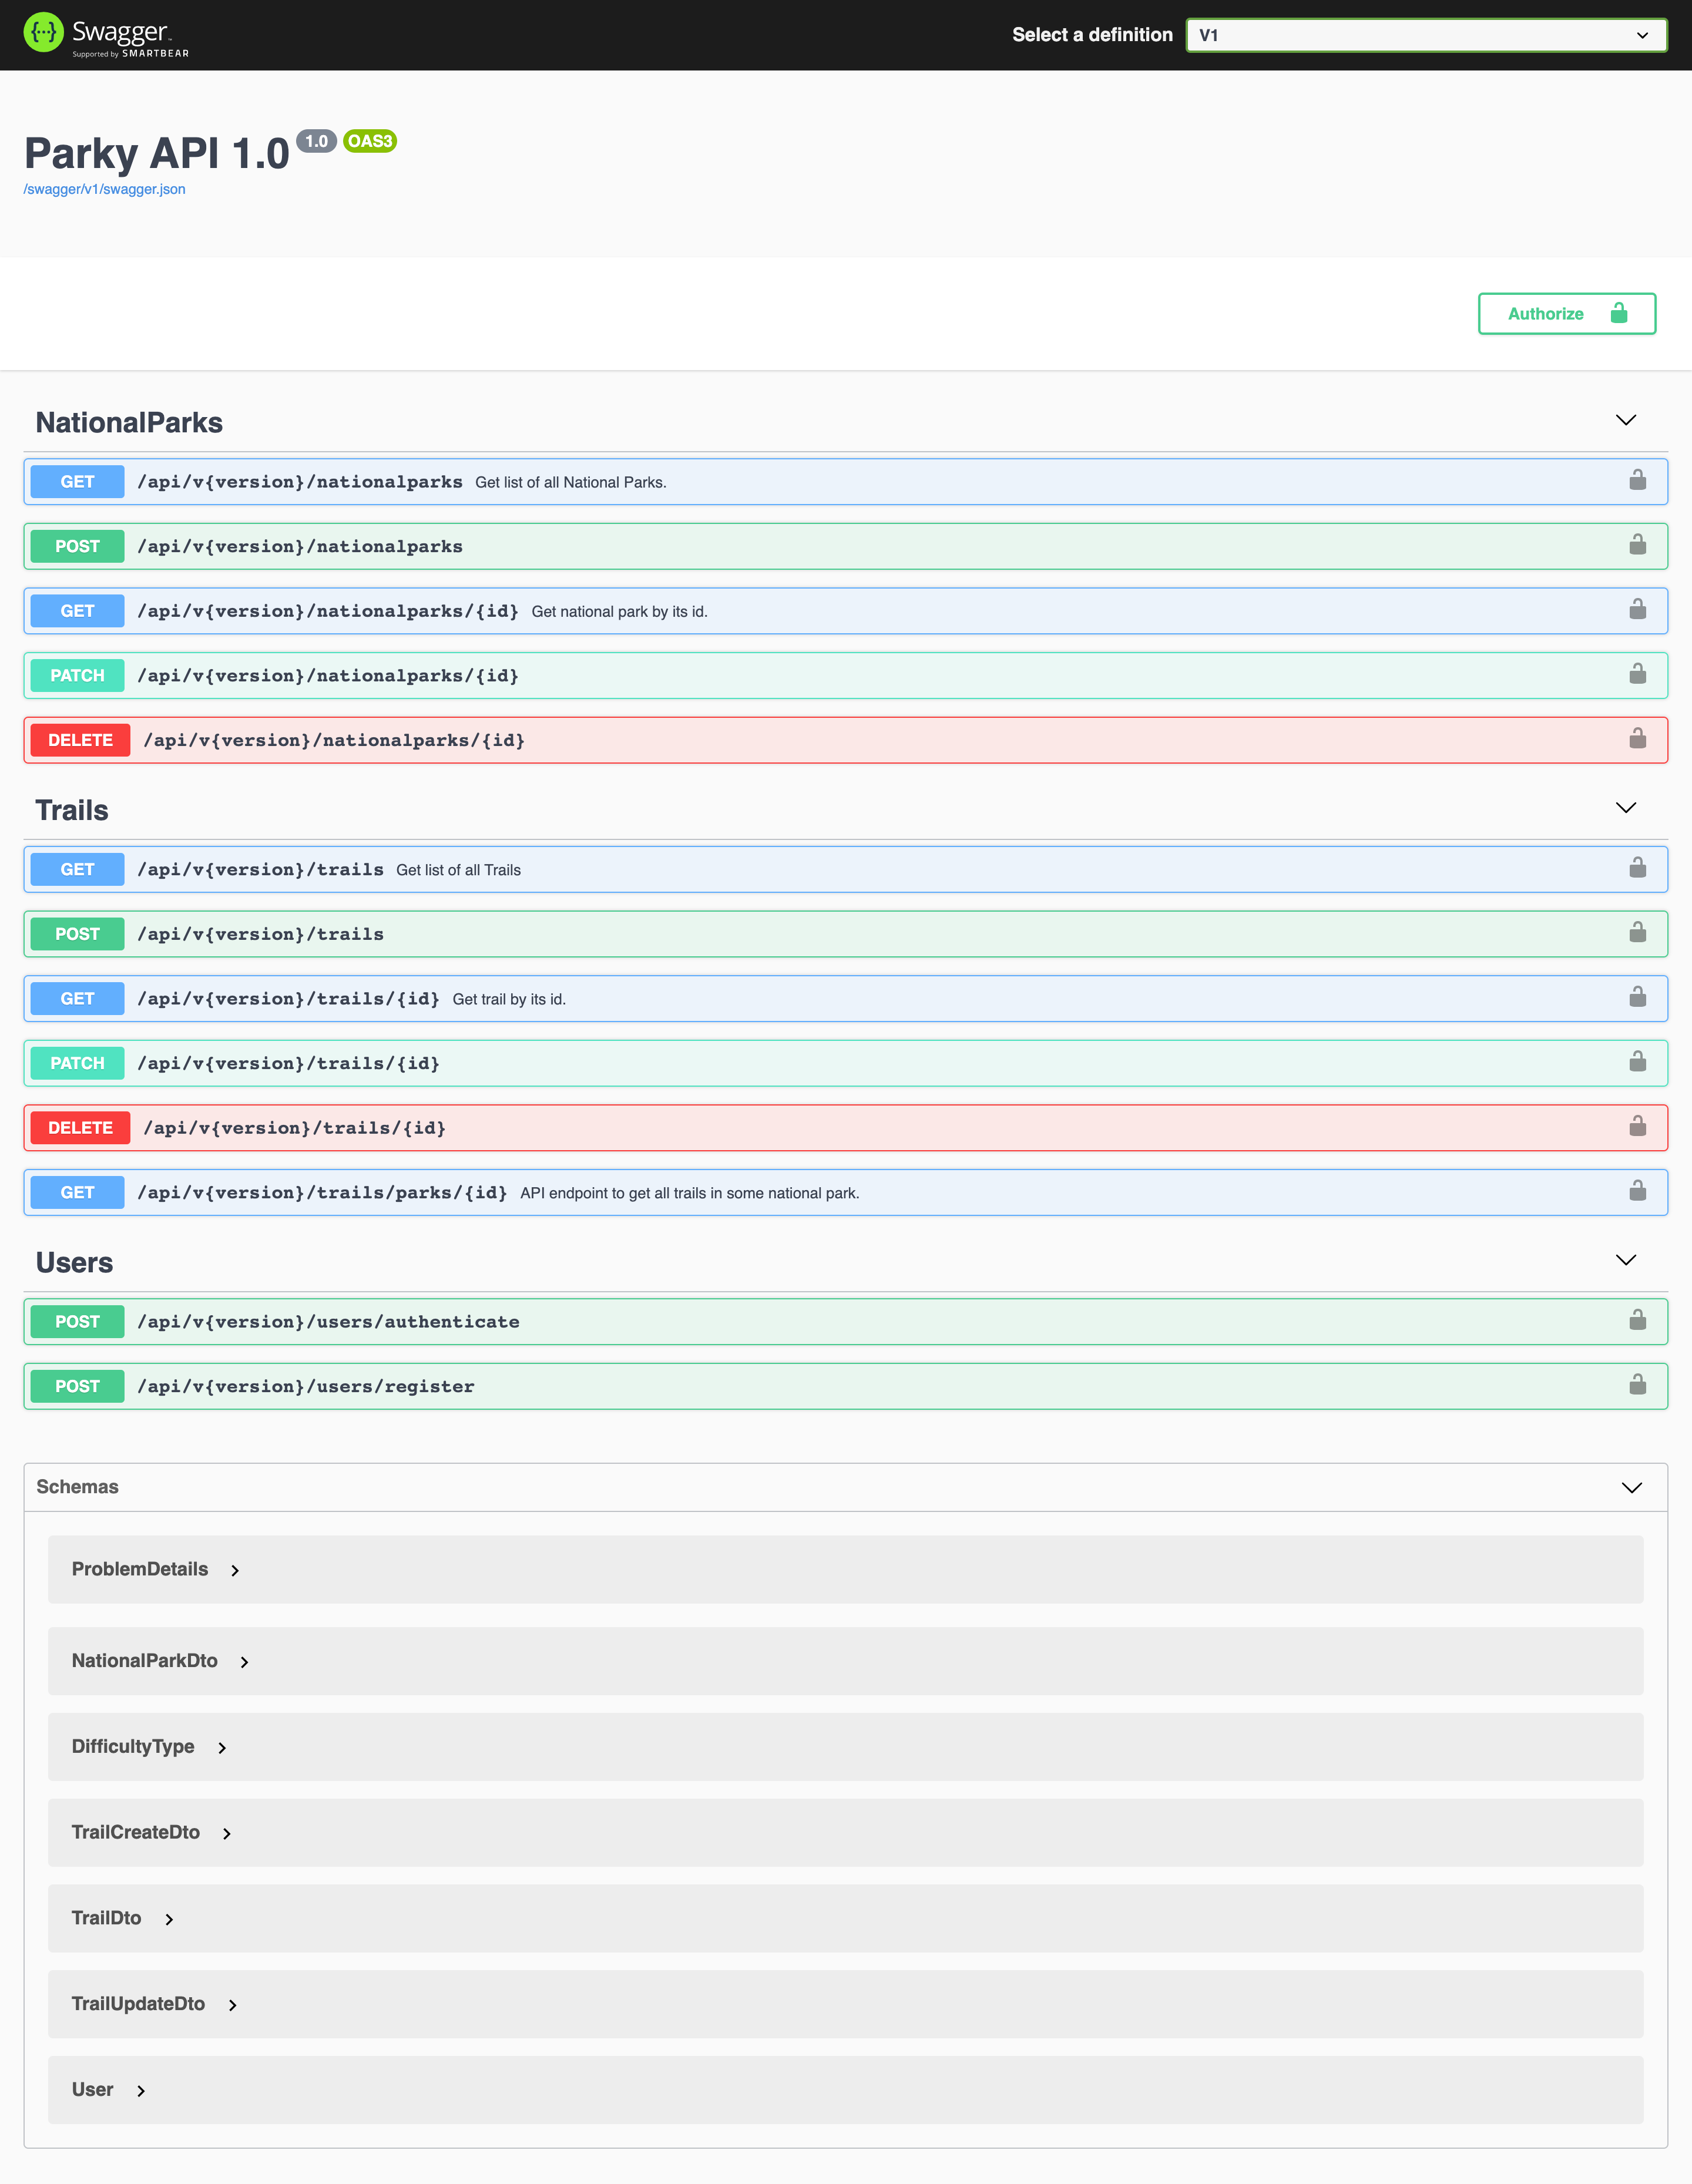 {···} Swagger™
Supported by SMARTBEAR
Select a definition V1
Parky API 1.0 1.0 OAS3
/swagger/v1/swagger.json
Authorize
NationalParks
GET /api/v{version}/nationalparks Get list of all National Parks.
POST /api/v{version}/nationalparks
GET /api/v{version}/nationalparks/{id} Get national park by its id.
PATCH /api/v{version}/nationalparks/{id}
DELETE /api/v{version}/nationalparks/{id}
Trails
GET /api/v{version}/trails Get list of all Trails
POST /api/v{version}/trails
GET /api/v{version}/trails/{id} Get trail by its id.
PATCH /api/v{version}/trails/{id}
DELETE /api/v{version}/trails/{id}
GET /api/v{version}/trails/parks/{id} API endpoint to get all trails in some national park.
Users
POST /api/v{version}/users/authenticate
POST /api/v{version}/users/register
Schemas
ProblemDetails
NationalParkDto
DifficultyType
TrailCreateDto
TrailDto
TrailUpdateDto
User